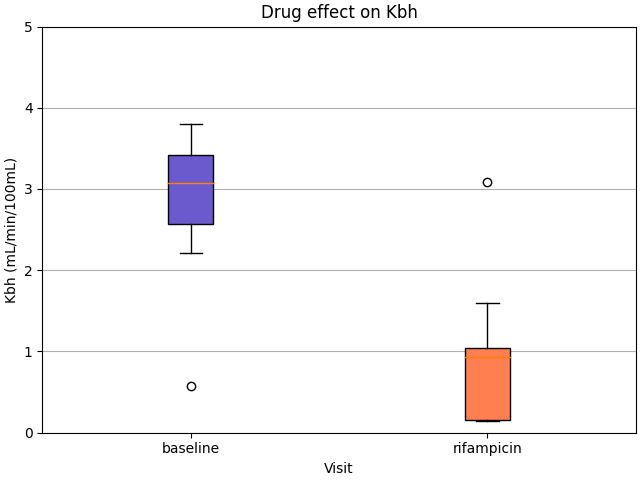 Drug effect on Kbh
Kbh (mL/min/100mL)
5
4
3
2
1
0
baseline
rifampicin
Visit